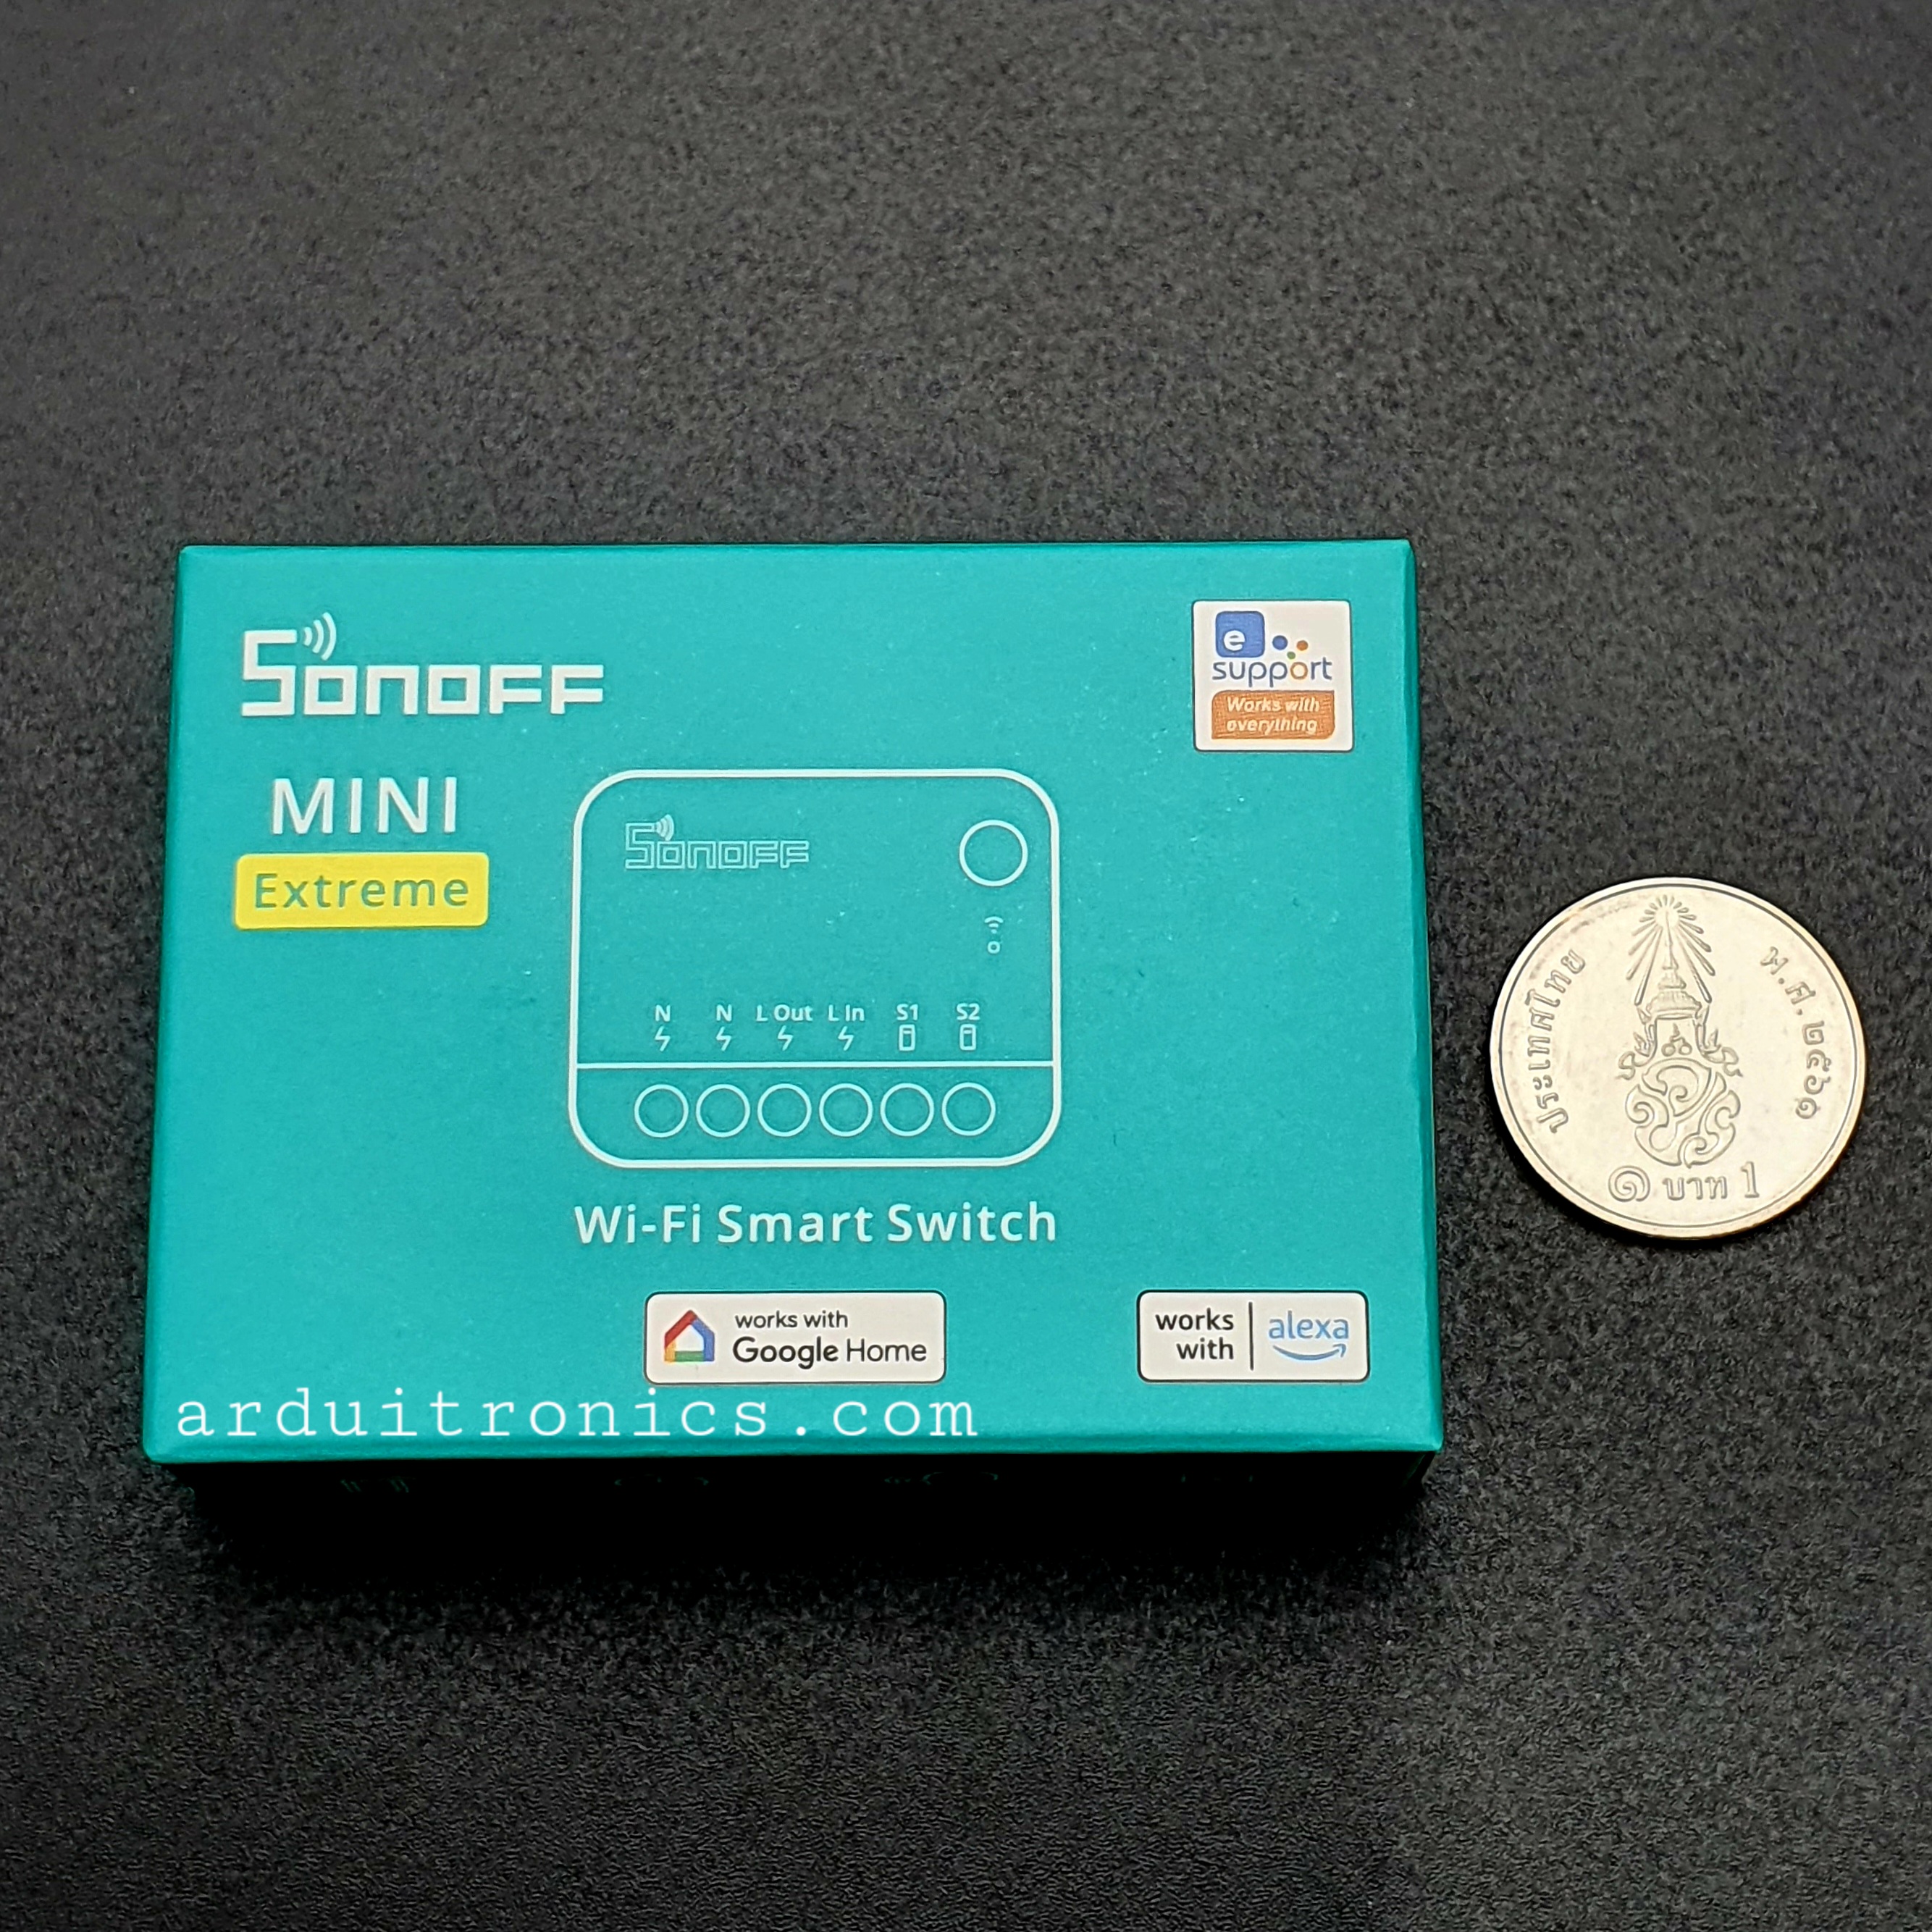 SONOFF
e
support
Works with
everything
MINI
Extreme
SONOFF
N N L Out L In S1 S2
Wi-Fi Smart Switch
works with
Google Home
works
with
alexa
arduitronics.com
ประเทศไทย
พ.ศ. ๒๕๖๑
๑ บาท 1